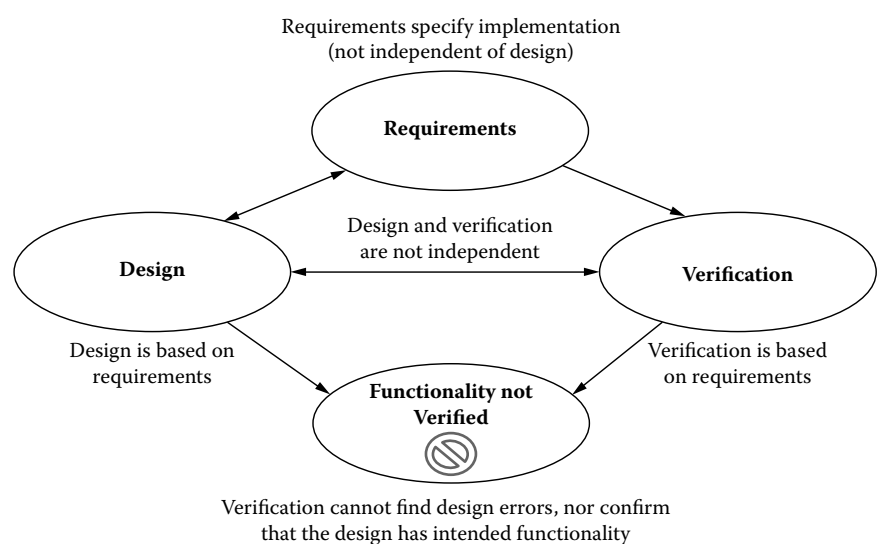 Requirements specify implementation
(not independent of design)
Requirements
Design and verification
are not independent
Design
Verification
Design is based on
requirements
Verification is based
on requirements
Functionality not
Verified
Verification cannot find design errors, nor confirm
that the design has intended functionality